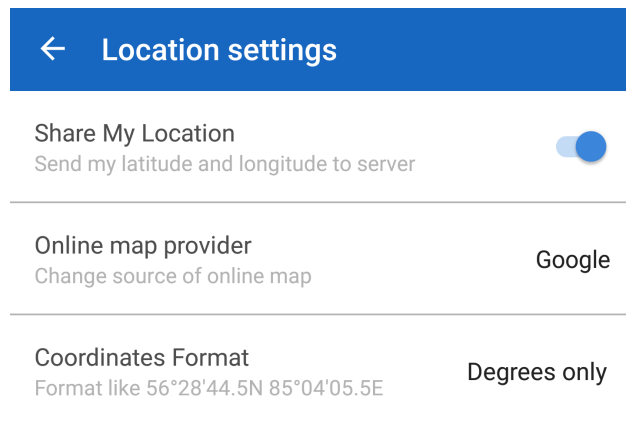 Location settings
Share My Location
Send my latitude and longitude to server
Online map provider
Change source of online map
Google
Coordinates Format
Format like 56°28'44.5N 85°04'05.5E
Degrees only